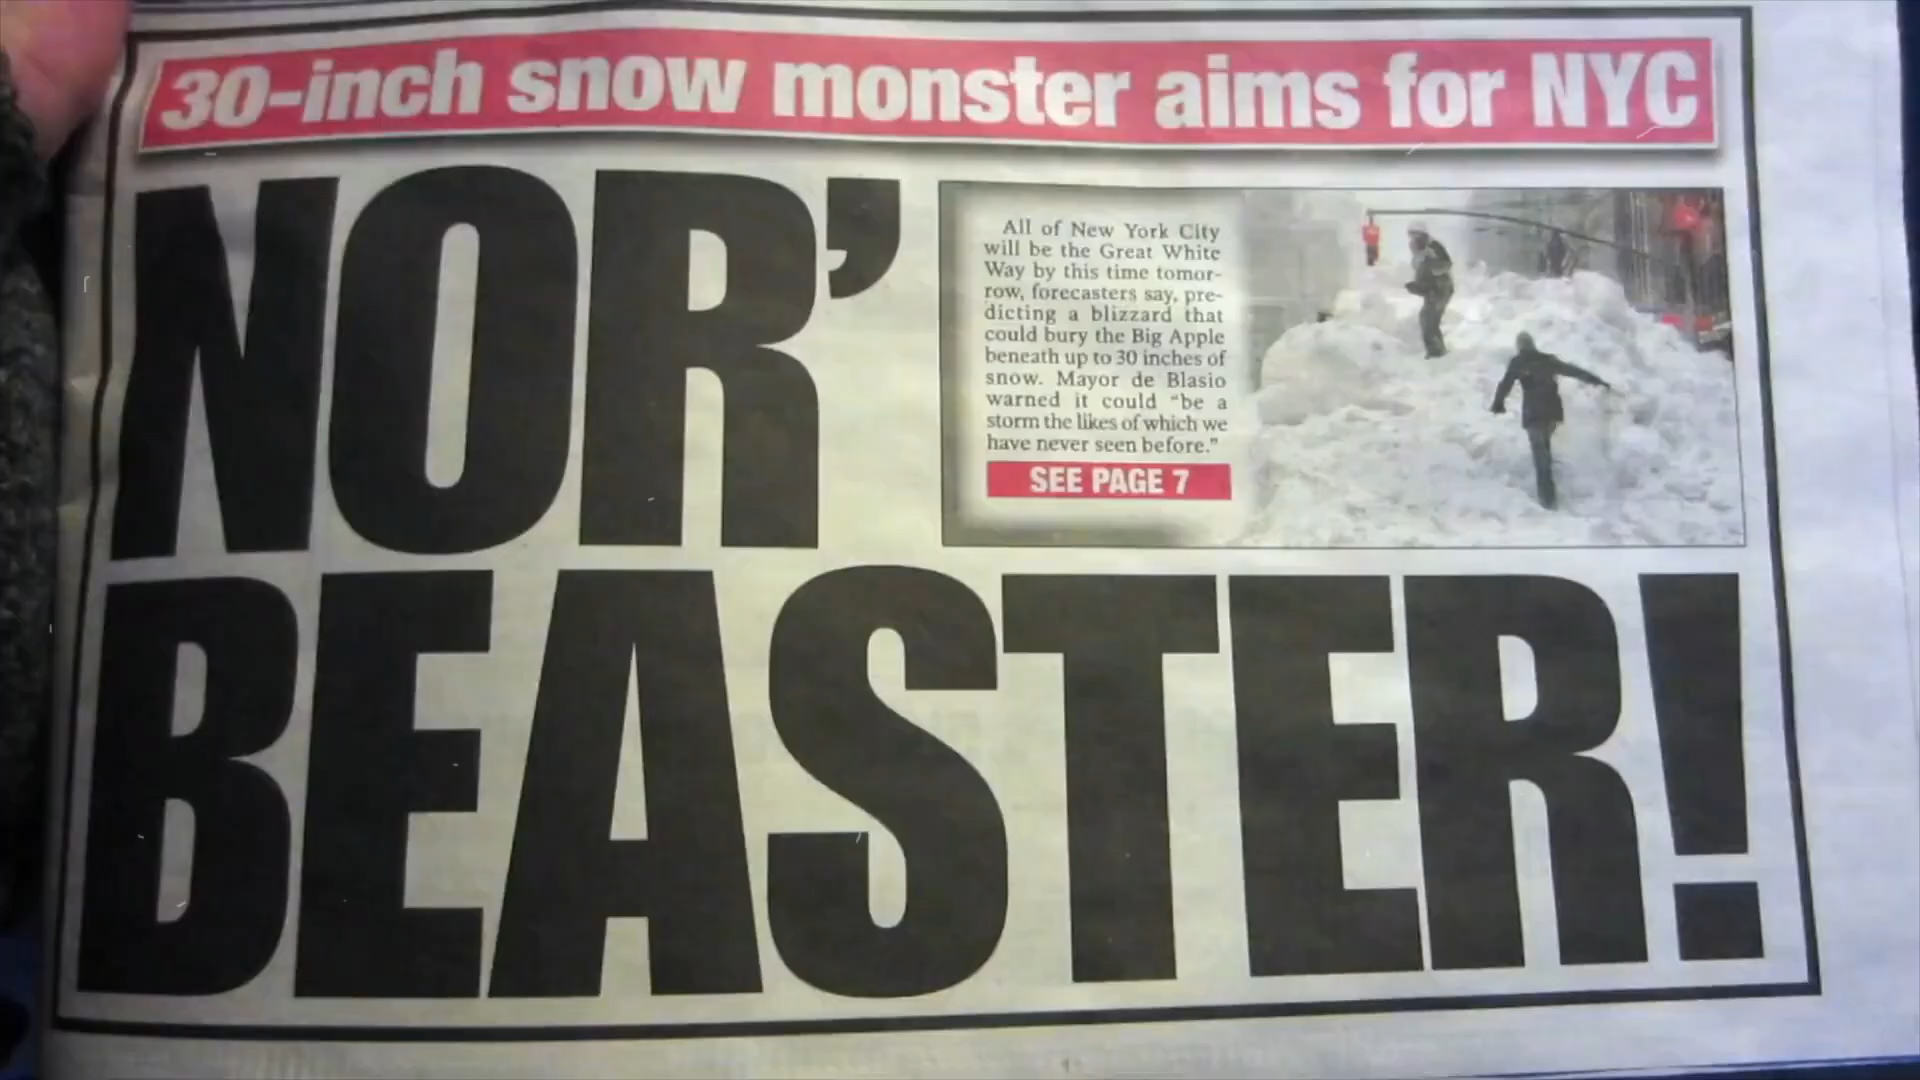 30-inch snow monster aims for NYC
NOR'
All of New York City
will be the Great White
Way by this time tomor-
row, forecasters say, pre-
dicting a blizzard that
could bury the Big Apple
beneath up to 30 inches of
snow. Mayor de Blasio
warned it could "be a
storm the likes of which we
have never seen before."
SEE PAGE 7
BEASTER!